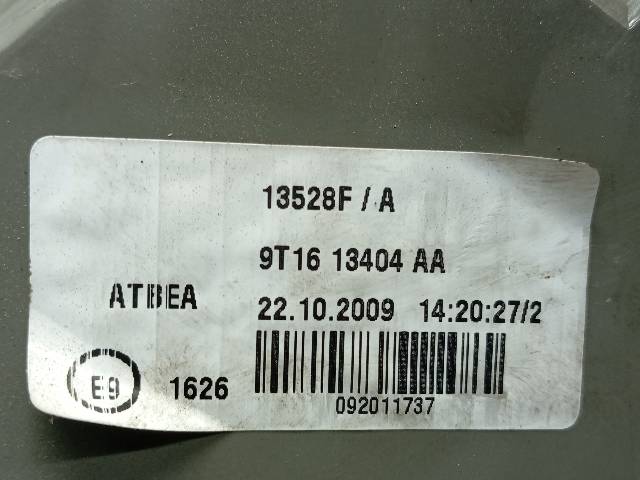 13528F / A
9T16 13404 AA
ATBEA 22.10.2009 14:20:27/2
E9 1626
092011737